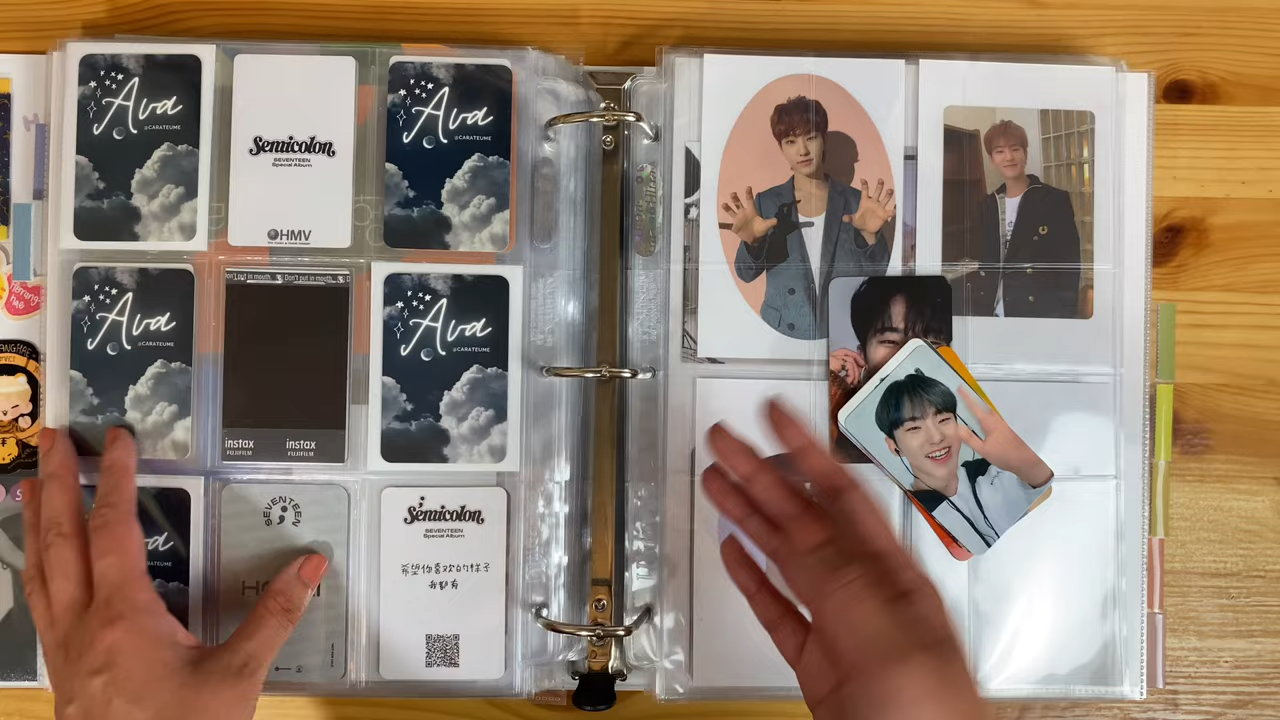 Ava
@CARATEUME
Semicolon
SEVENTEEN
Special Album
HMV
Ava
@CARATEUME
Ava
@CARATEUME
Don't put in mouth.
Don't put in mouth.
instax
FUJIFILM
instax
FUJIFILM
Ava
@CARATEUME
SEVENTEEN
Semicolon
SEVENTEEN
Special Album
希望你喜欢的样子
我都有